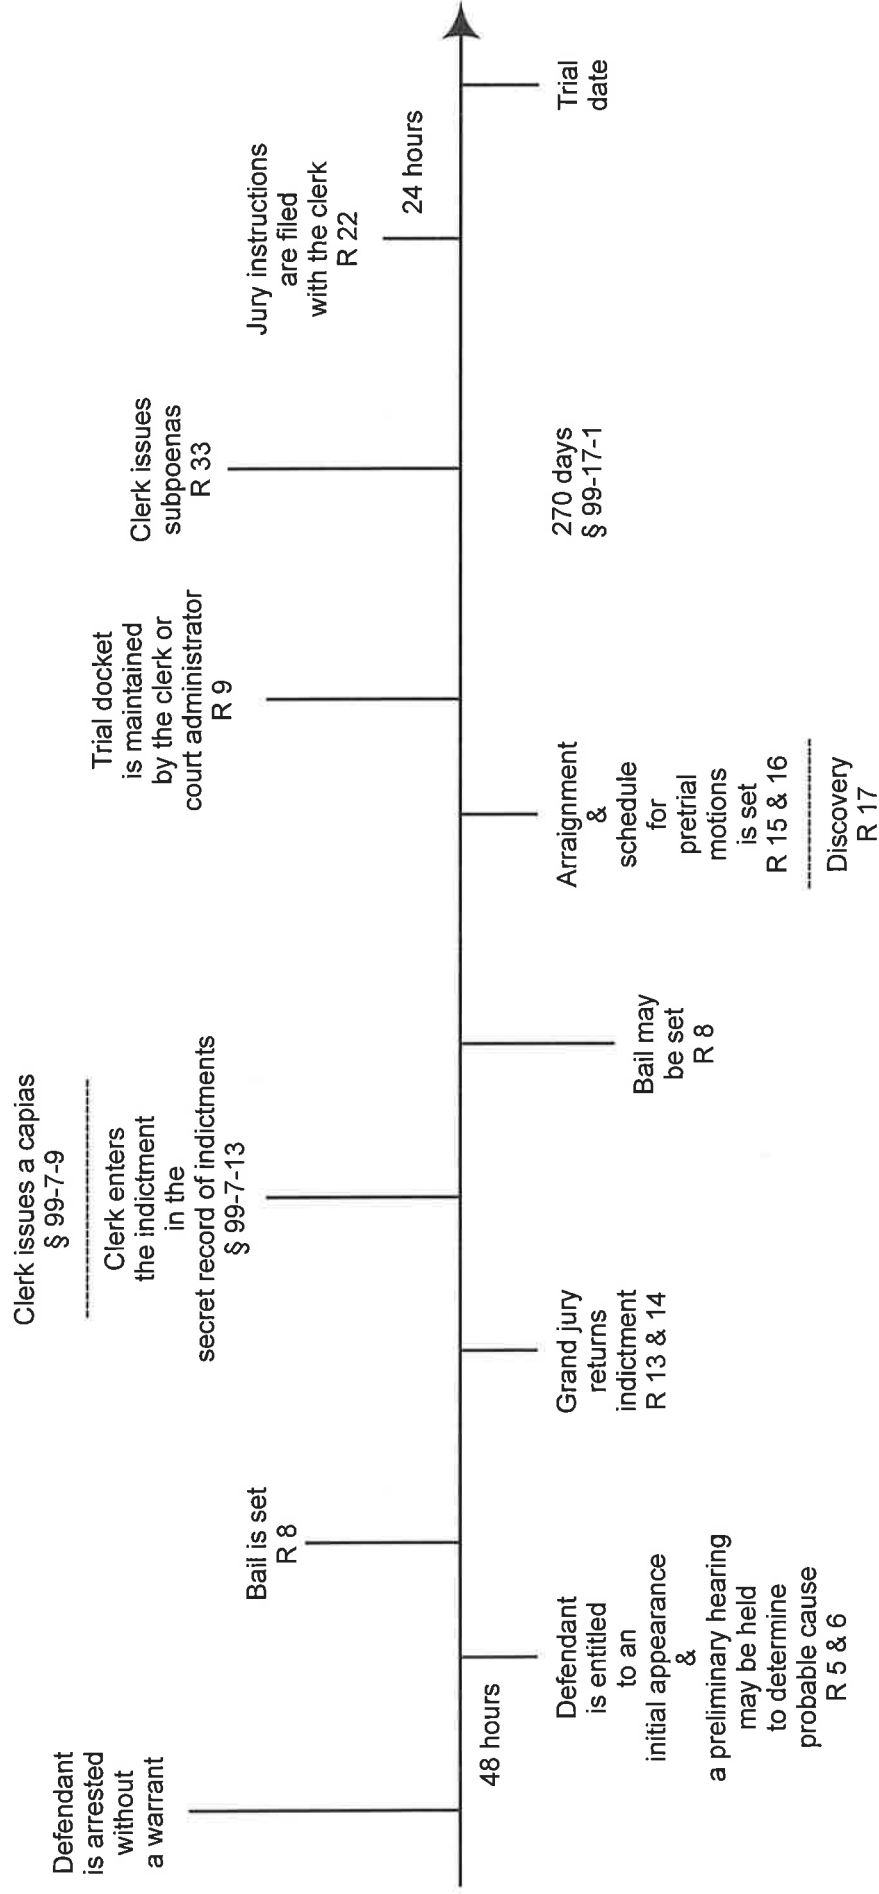 Defendant
is arrested
without
a warrant
48 hours
Defendant
is entitled
to an
initial appearance
&
a preliminary hearing
may be held
to determine
probable cause
R 5 & 6
Bail is set
R 8
Grand jury
returns
indictment
R 13 & 14
Clerk issues a capias
§ 99-7-9
Clerk enters
the indictment
in the
secret record of indictments
§ 99-7-13
Bail may
be set
R 8
Arraignment
&
schedule
for
pretrial
motions
is set
R 15 & 16
Discovery
R 17
Trial docket
is maintained
by the clerk or
court administrator
R 9
Clerk issues
subpoenas
R 33
270 days
§ 99-17-1
Jury instructions
are filed
with the clerk
R 22
24 hours
Trial
date